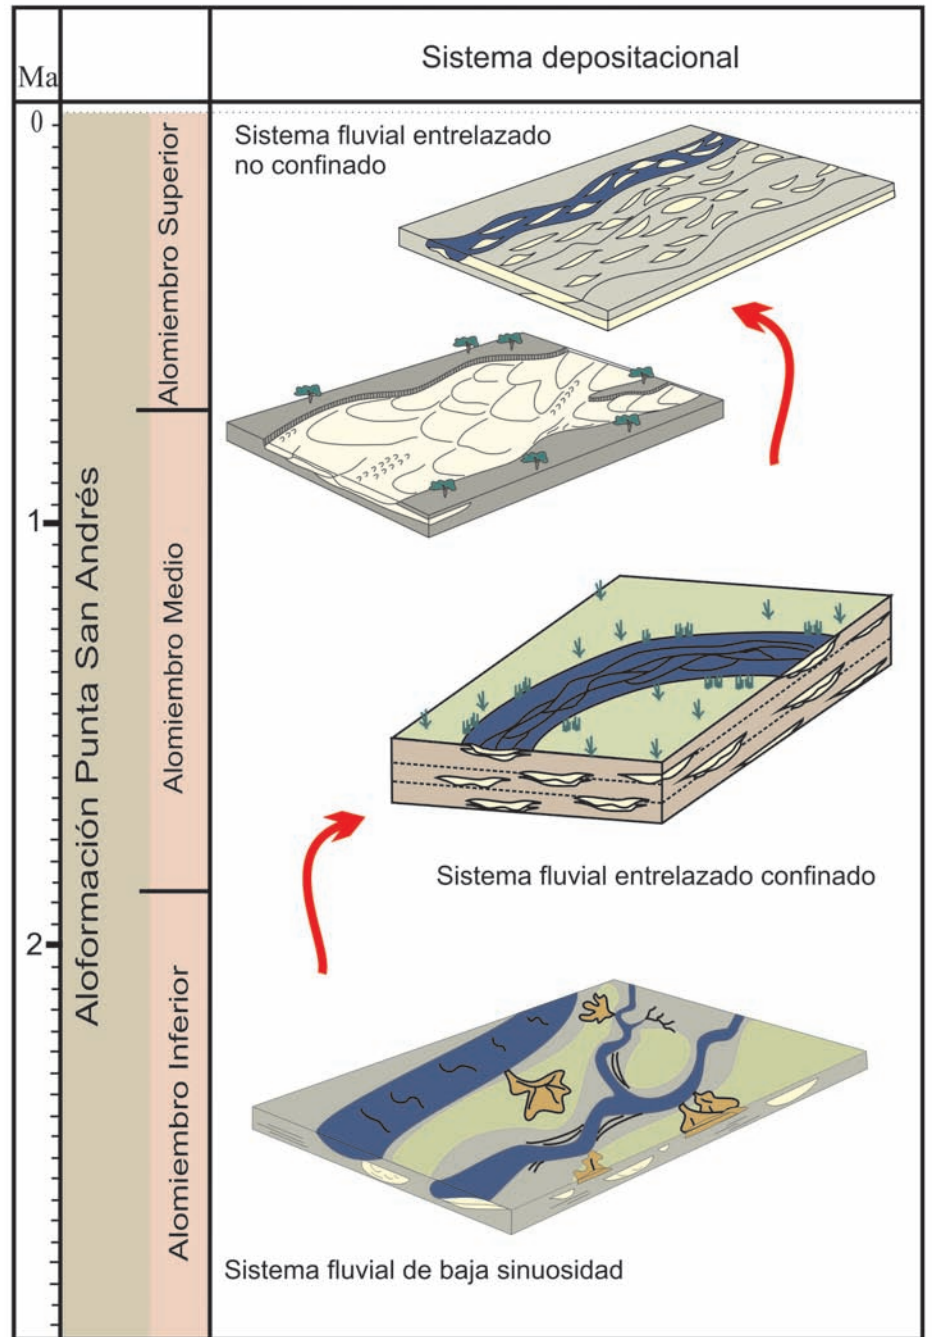 Ma
Sistema depositacional
0
1
2
Aloformación Punta San Andrés
Alomiembro Superior
Alomiembro Medio
Alomiembro Inferior
Sistema fluvial entrelazado
no confinado
Sistema fluvial entrelazado confinado
Sistema fluvial de baja sinuosidad